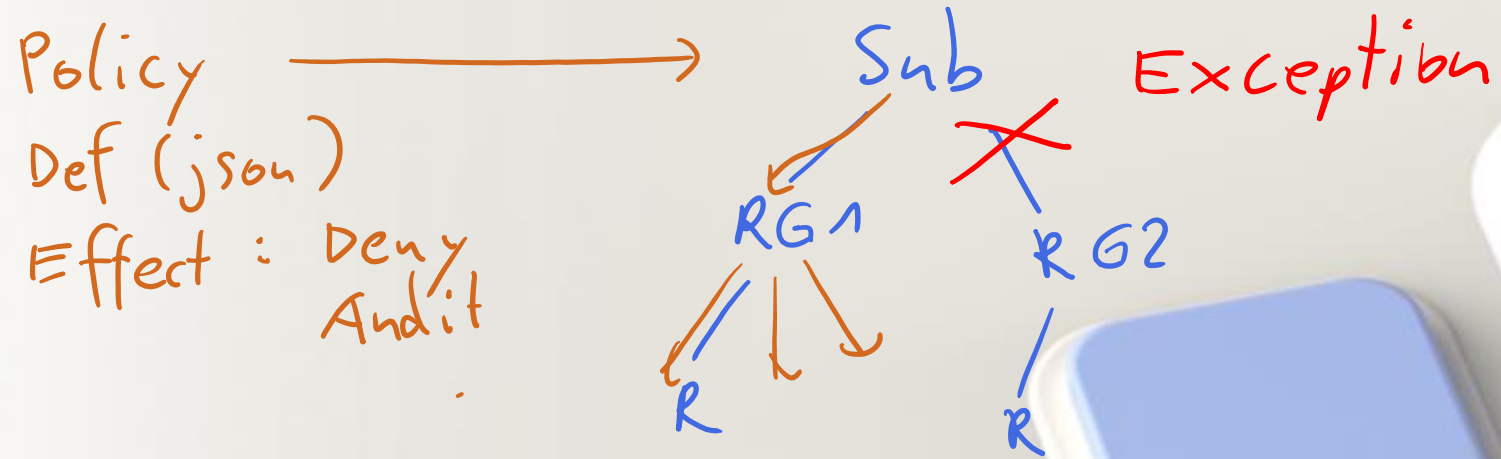 Policy
Def (json)
Effect : Deny
Audit
Sub
Exception
RG1
RG2
R
R